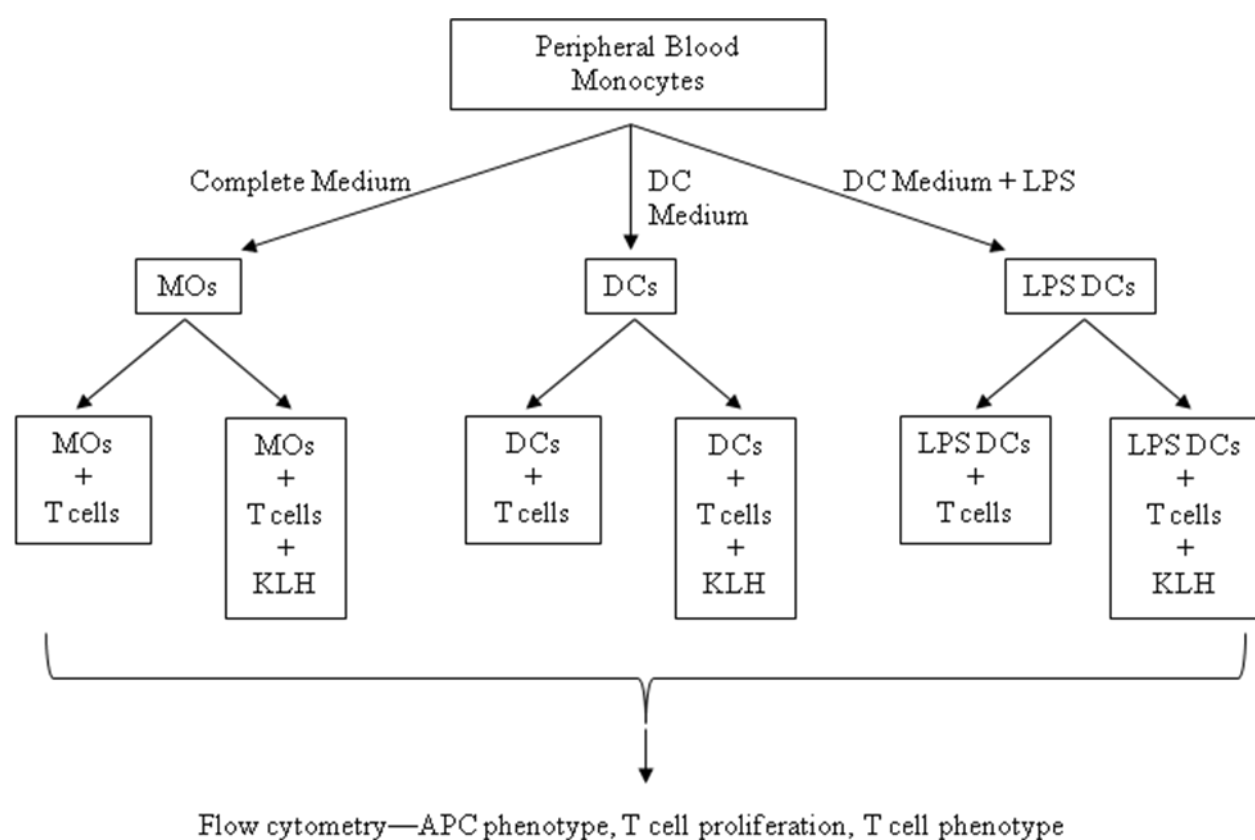 Peripheral Blood
Monocytes
Complete Medium
DC
Medium
DC Medium + LPS
MOs
DCs
LPS DCs
MOs
+
T cells
MOs
+
T cells
+
KLH
DCs
+
T cells
DCs
+
T cells
+
KLH
LPS DCs
+
T cells
LPS DCs
+
T cells
+
KLH
Flow cytometry—APC phenotype, T cell proliferation, T cell phenotype